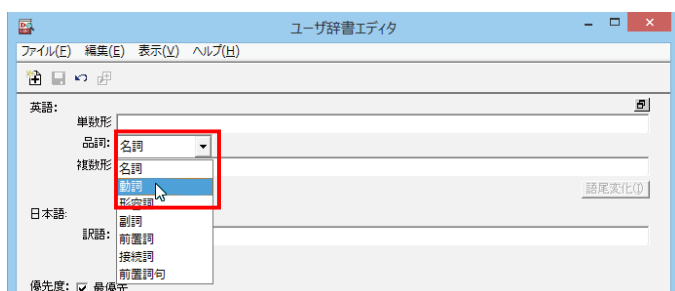 ユーザ辞書エディタ
ファイル(F) 編集(E) 表示(V) ヘルプ(H)
英語:
単数形
品詞: 名詞
複数形 名詞
動詞
語尾変化(I)
形容詞
日本語:
副詞
訳語: 前置詞
接続詞
前置詞句
優先度: 最優先